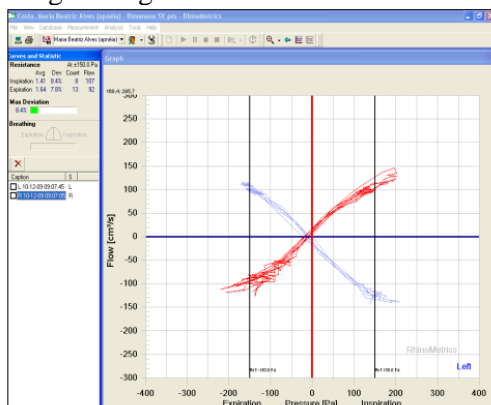 Costa, Maria Beatriz Alves (apnéia) - Rinomono SV pós - RhinoMetrics
File View Database Measurement Analysis Tools Help
Maria Beatriz Alves (apnéia)
Curves and Statistic
Resistance At ±150.0 Pa
Avg Dev Count Flow
Inspiration 1.41 8.4% 8 107
Expiration 1.64 7.8% 13 92
Max Deviation
8.4%
Breathing
Expiration Inspiration
Caption S
L 10-12-09 09:07:45 L
R 10-12-09 09:07:05 R
Graph
300
250
200
150
100
50
0
-50
-100
-150
-200
-250
-300
Flow [cm³/s]
RhinoMetrics
Left
-400 -300 -200 -100 0 100 200 300 400
Expiration Pressure [Pa] Inspiration